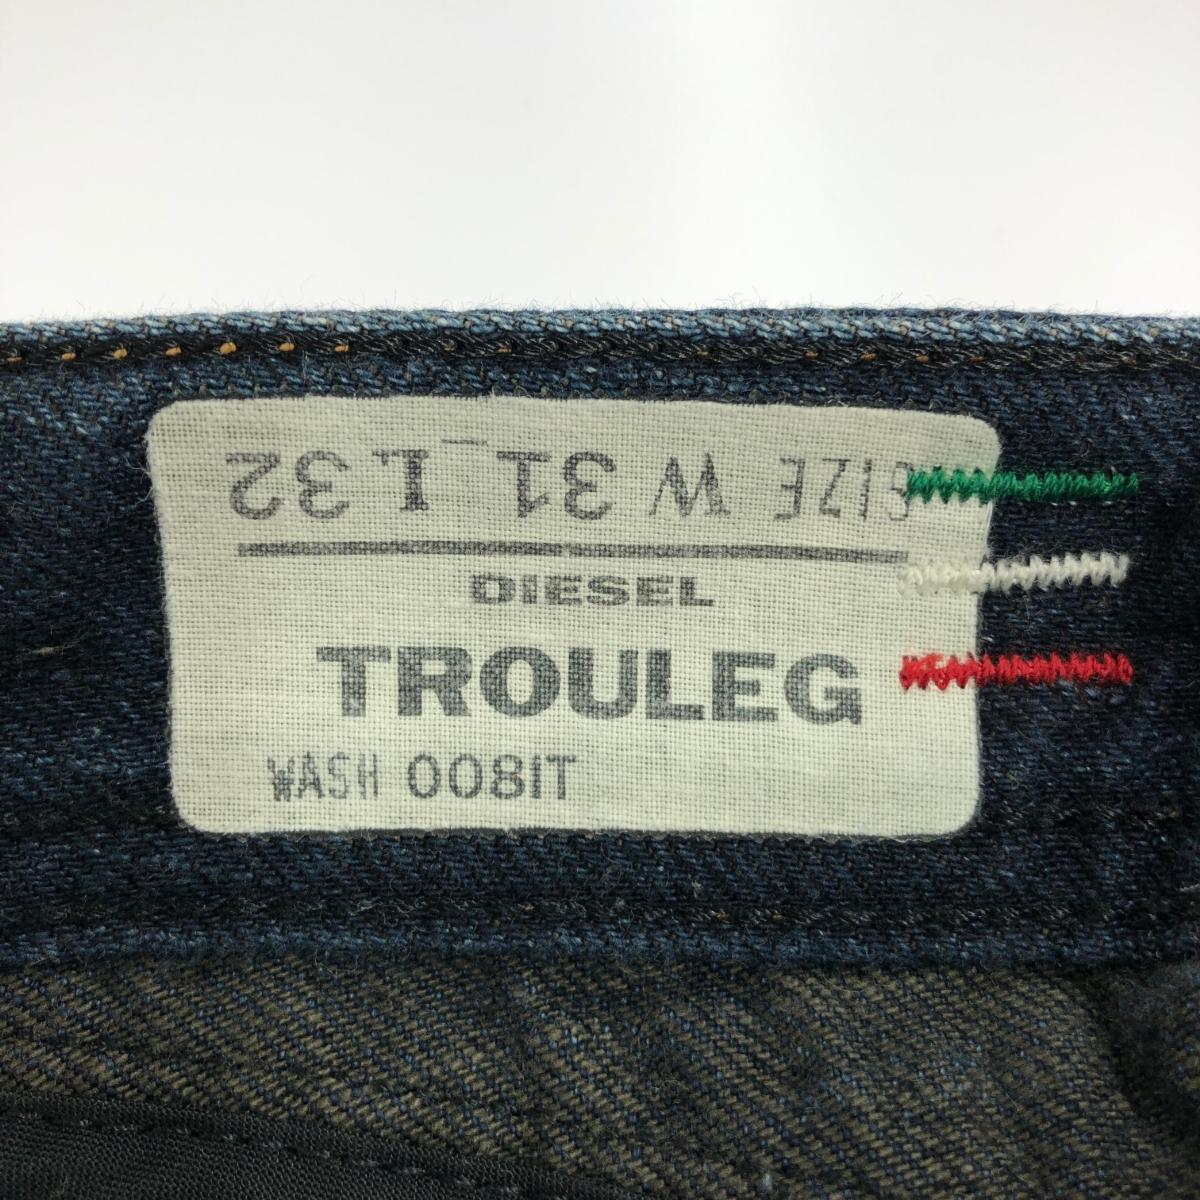 SIZE W 31 L 32
DIESEL
TROULEG
WASH 008IT